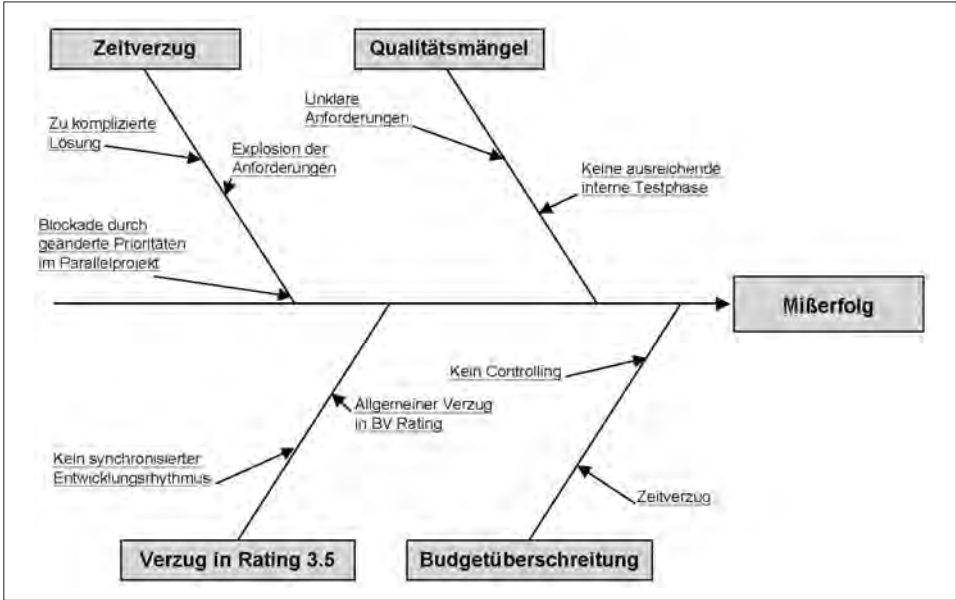 Zeitverzug
Qualitätsmängel
Unklare
Anforderungen
Zu komplizierte
Lösung
Explosion der
Anforderungen
Keine ausreichende
interne Testphase
Blockade durch
geänderte Prioritäten
im Parallelprojekt
Mißerfolg
Kein Controlling
Allgemeiner Verzug
in BV Rating
Kein synchronisierter
Entwicklungsrhythmus
Zeitverzug
Verzug in Rating 3.5
Budgetüberschreitung